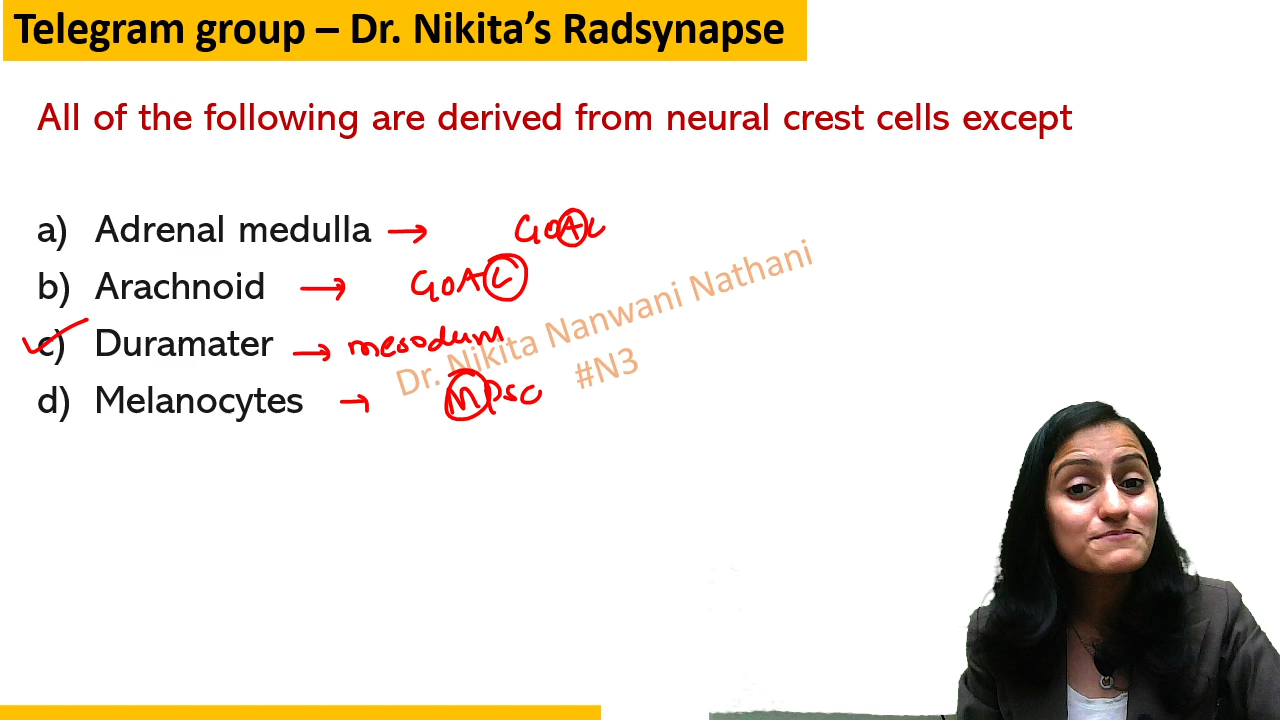 Telegram group – Dr. Nikita's Radsynapse
All of the following are derived from neural crest cells except
a) Adrenal medulla → GOAL
b) Arachnoid → GOAL
c) Duramater → mesoderm
d) Melanocytes → MPSC
Dr. Nikita Nanwani Nathani
#N3